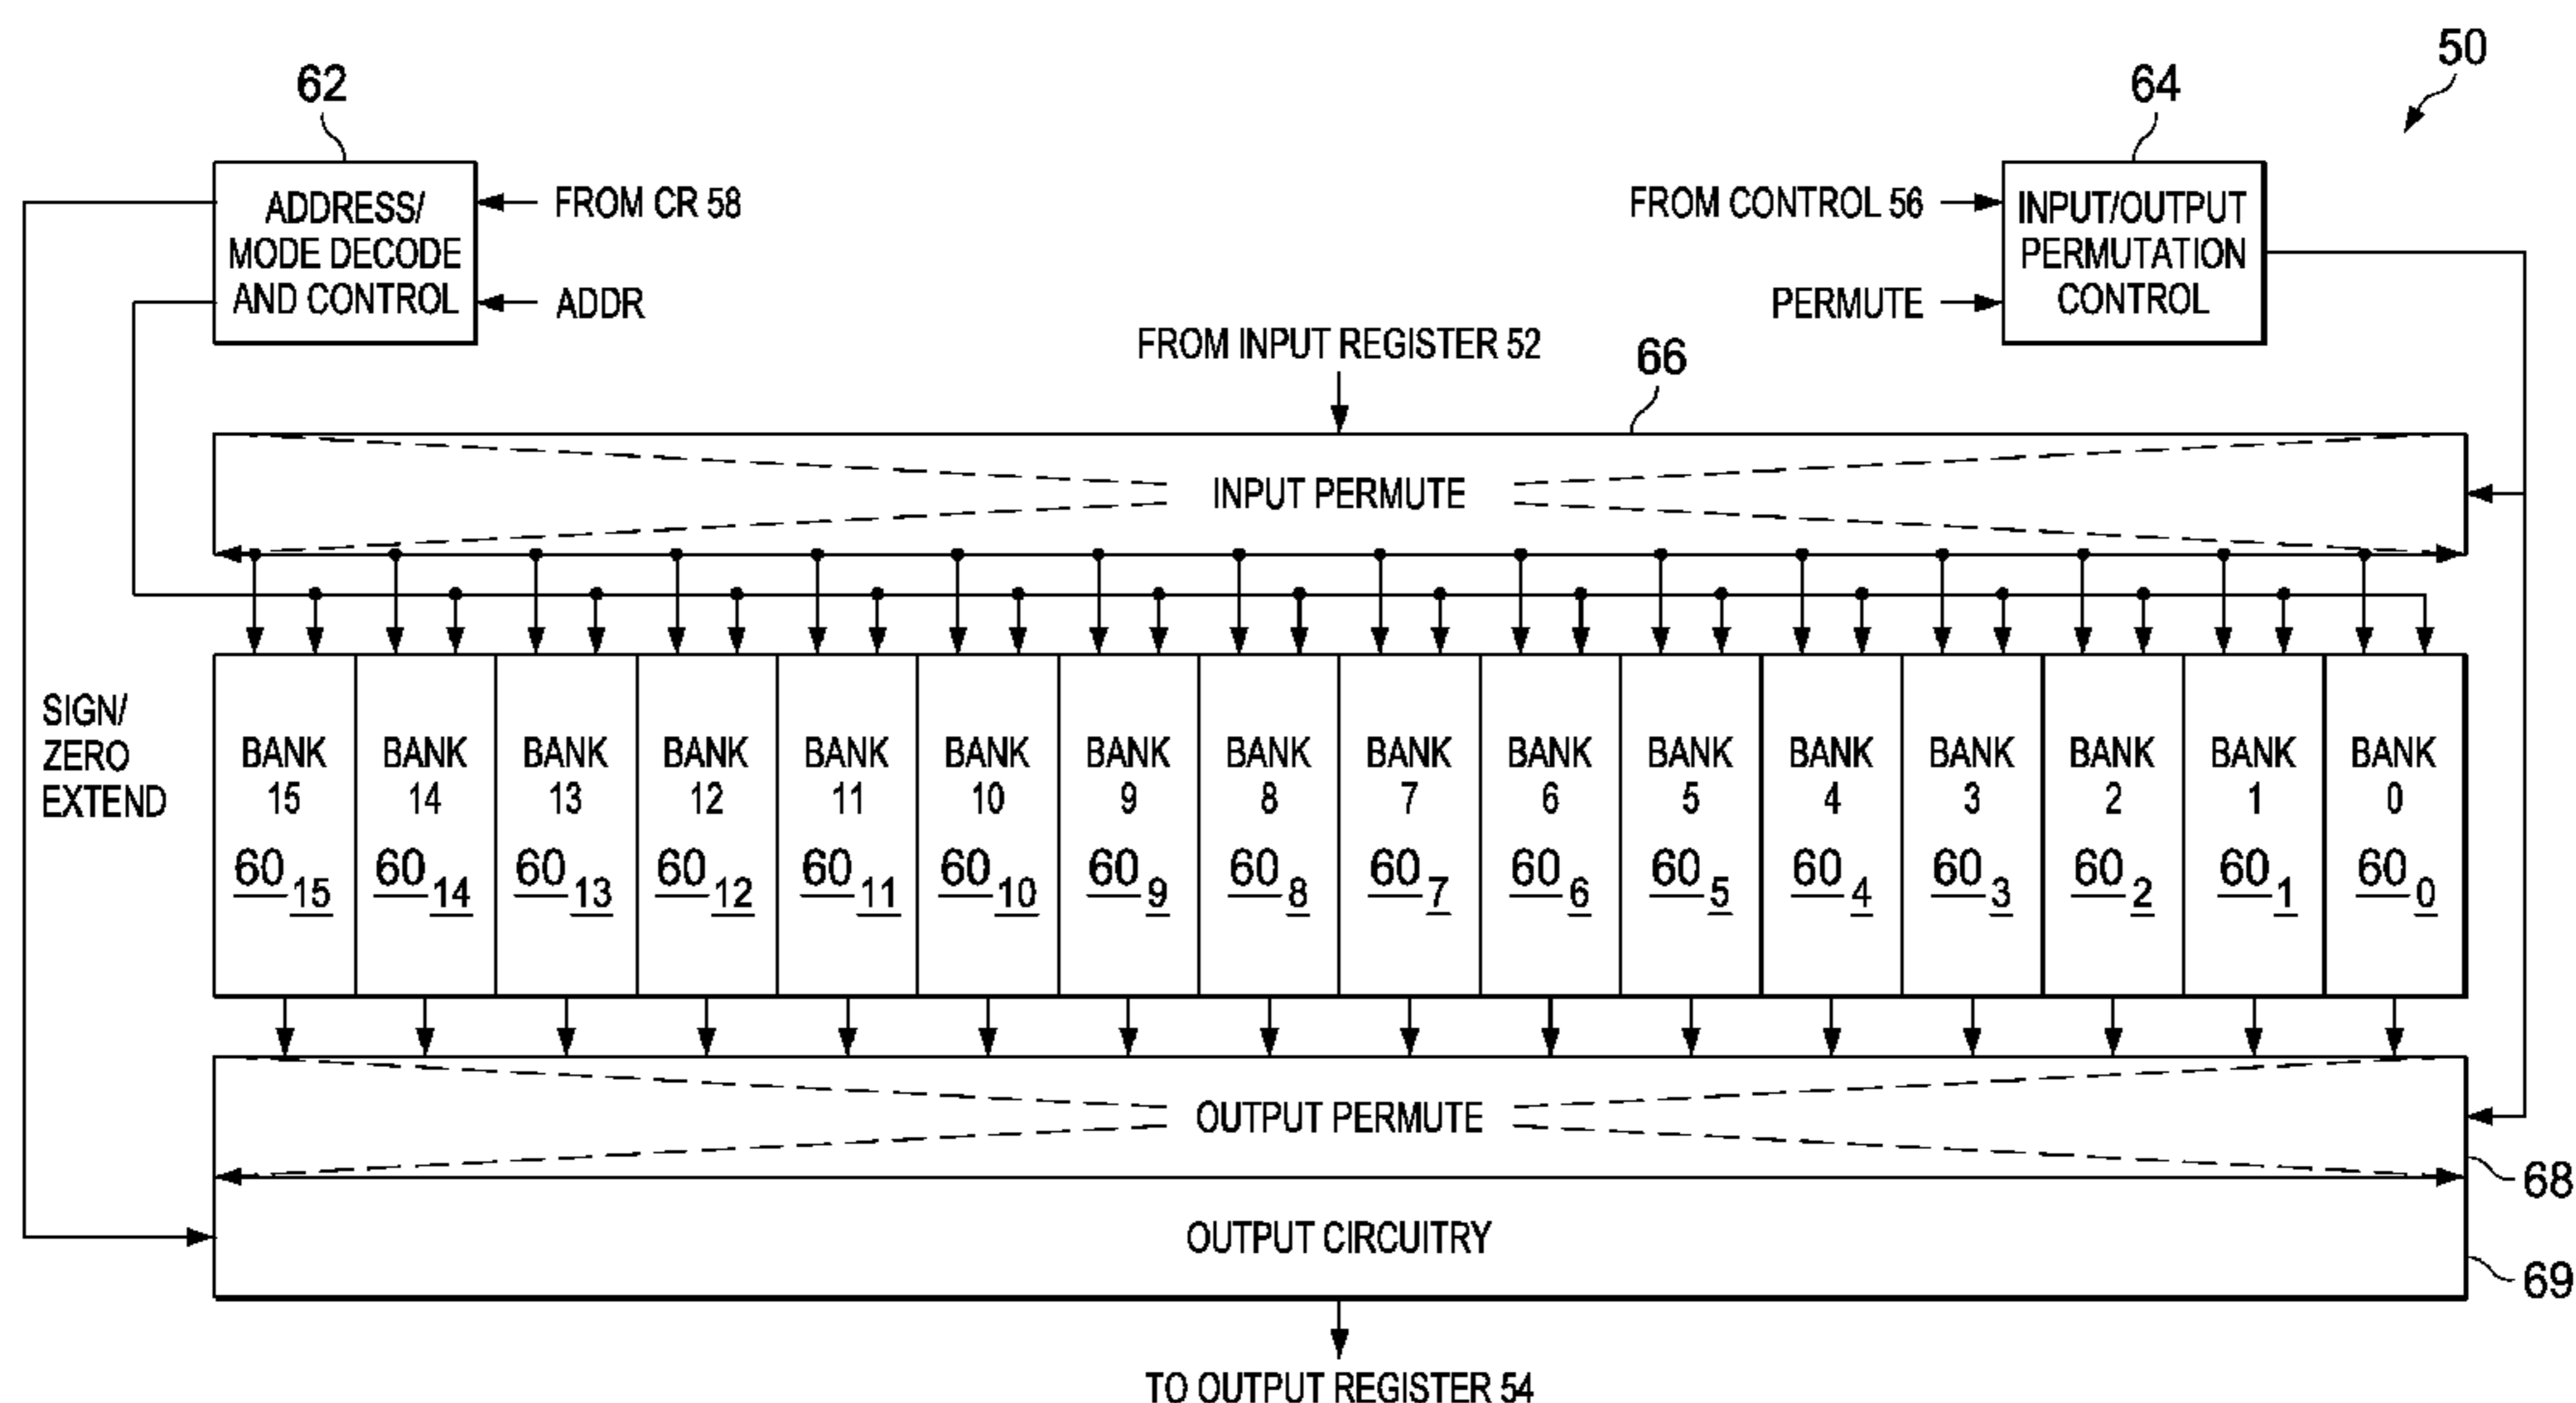 50
62
64
ADDRESS/
MODE DECODE
AND CONTROL
FROM CR 58
ADDR
FROM CONTROL 56
PERMUTE
INPUT/OUTPUT
PERMUTATION
CONTROL
FROM INPUT REGISTER 52
66
INPUT PERMUTE
SIGN/
ZERO
EXTEND
BANK
15
60 15
BANK
14
60 14
BANK
13
60 13
BANK
12
60 12
BANK
11
60 11
BANK
10
60 10
BANK
9
60 9
BANK
8
60 8
BANK
7
60 7
BANK
6
60 6
BANK
5
60 5
BANK
4
60 4
BANK
3
60 3
BANK
2
60 2
BANK
1
60 1
BANK
0
60 0
OUTPUT PERMUTE
68
OUTPUT CIRCUITRY
69
TO OUTPUT REGISTER 54